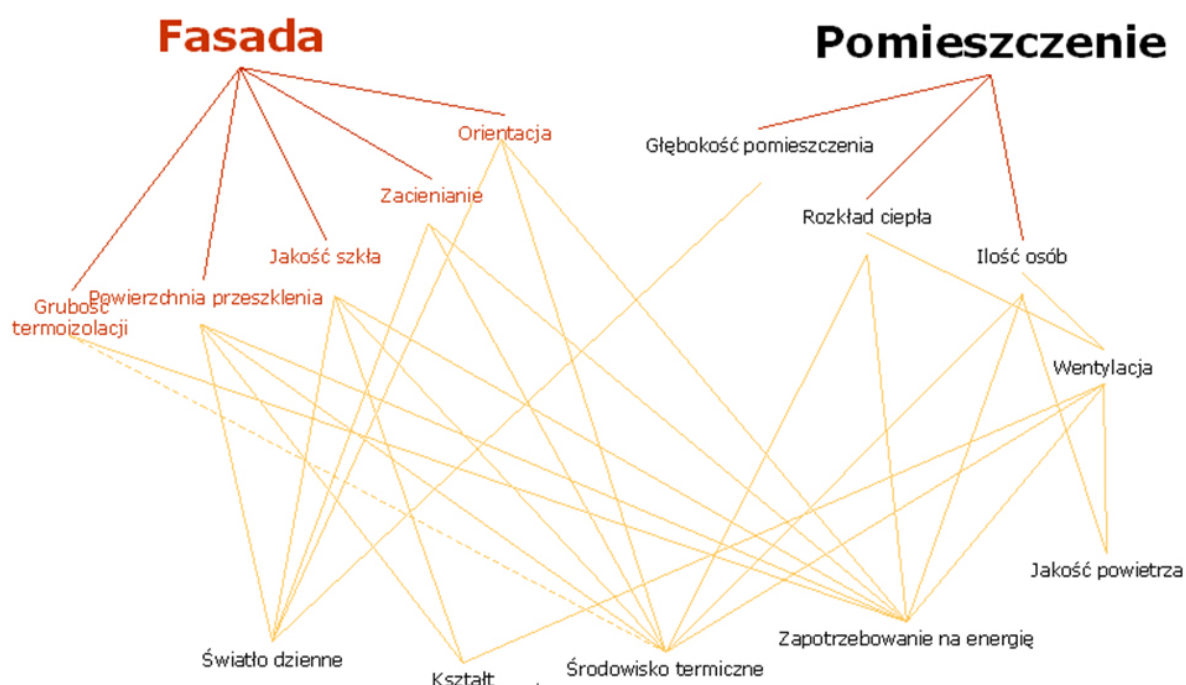 Fasada
Pomieszczenie
Orientacja
Głębokość pomieszczenia
Zacienianie
Rozkład ciepła
Jakość szkła
Ilość osób
Powierzchnia przeszklenia
Grubość
termoizolacji
Wentylacja
Jakość powietrza
Zapotrzebowanie na energię
Światło dzienne
Środowisko termiczne
Kształt